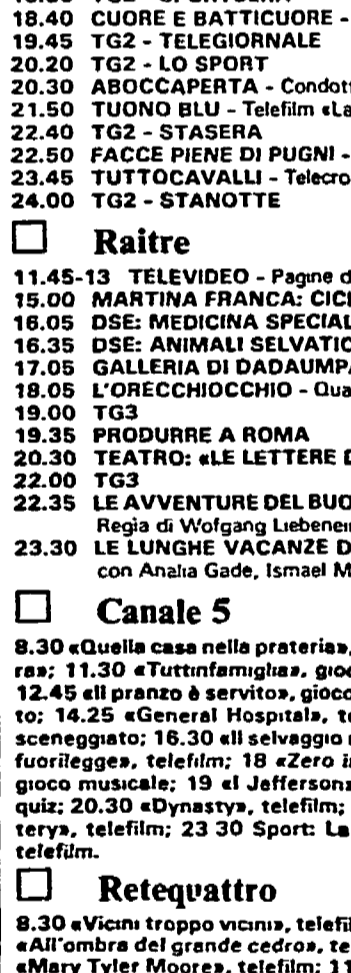 18.40 CUORE E BATTICUORE -
19.45 TG2 - TELEGIORNALE
20.20 TG2 - LO SPORT
20.30 ABOCCAPERTA - Condott
21.50 TUONO BLU - Telefilm «La
22.40 TG2 - STASERA
22.50 FACCE PIENE DI PUGNI -
23.45 TUTTOCAVALLI - Telecro
24.00 TG2 - STANOTTE
Raitre
11.45-13 TELEVIDEO - Pagine d
15.00 MARTINA FRANCA: CICL
16.05 DSE: MEDICINA SPECIAL
16.35 DSE: ANIMALI SELVATIC
17.05 GALLERIA DI DADAUMPA
18.05 L'ORECCHIOCCHIO - Qua
19.00 TG3
19.35 PRODURRE A ROMA
20.30 TEATRO: «LE LETTERE D
22.00 TG3
22.35 LE AVVENTURE DEL BUO
Regia di Wofgang Liebenein
23.30 LE LUNGHE VACANZE D
con Analia Gade, Ismael M
Canale 5
8.30 «Quella casa nella prateria»,
ra»; 11.30 «Tuttinfamiglia», gioc
12.45 «Il pranzo è servito», gioco
to; 14.25 «General Hospital», te
sceneggiato; 16.30 «Il selvaggio
fuorilegge», telefilm; 18 «Zero i
gioco musicale; 19 «I Jefferson»
quiz; 20.30 «Dynasty», telefilm;
tery», telefilm; 23 30 Sport: La
telefilm.
Retequattro
8.30 «Vicini troppo vicini», telefil
«All'ombra del grande cedro», te
«Mary Tyler Moore», telefilm; 11